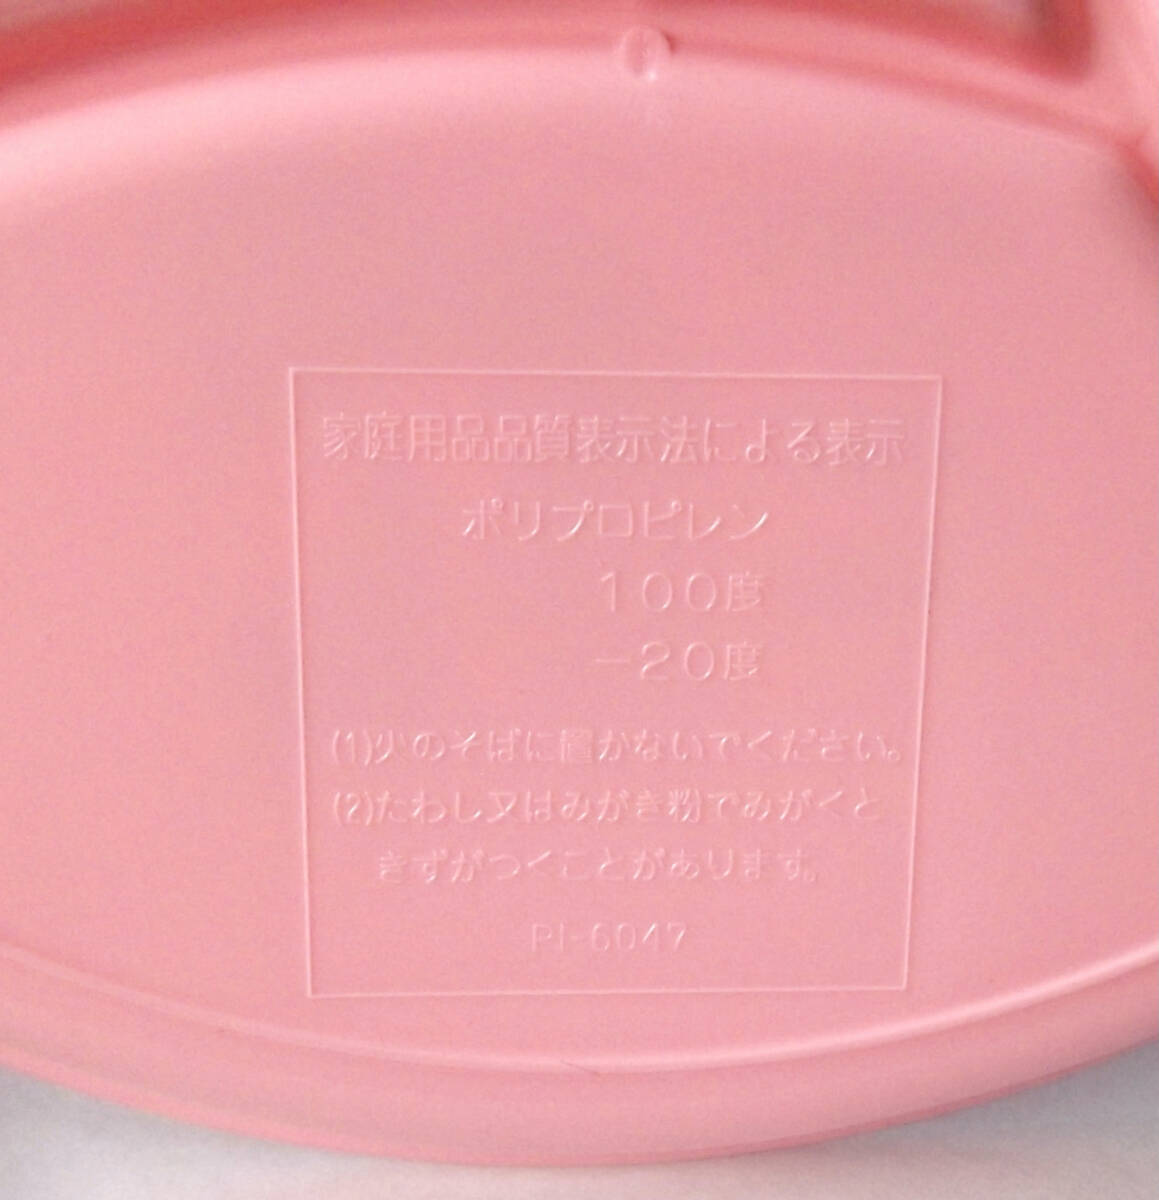 家庭用品品質表示法による表示
ポリプロピレン
100度
-20度
(1)火のそばに置かないでください。
(2)たわし又はみがき粉でみがくと
きずがつくことがあります。
PI-6047